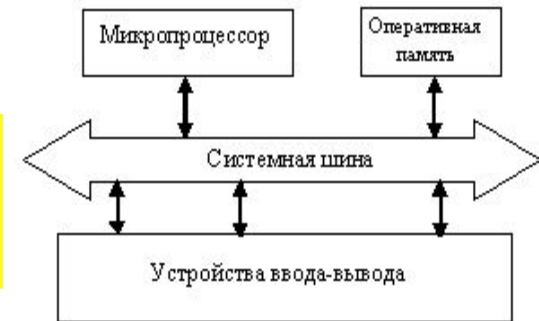 Микропроцессор
Оперативная
память
Системная шина
Устройства ввода-вывода